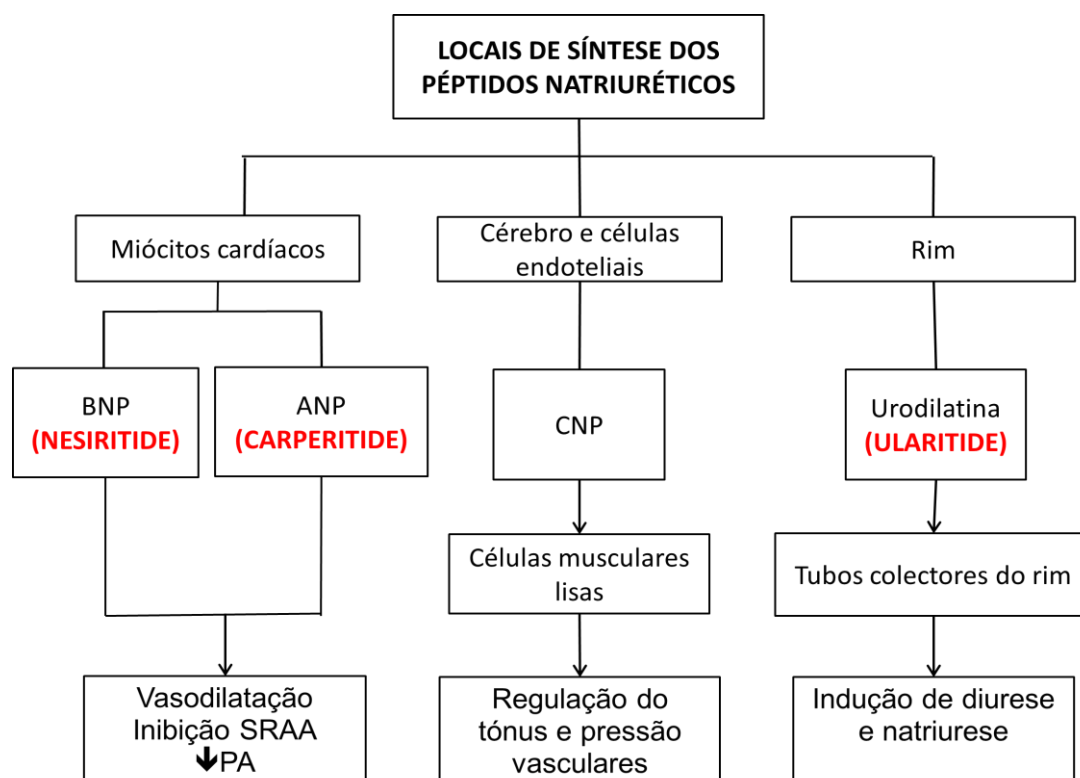 LOCAIS DE SÍNTESE DOS
PÉPTIDOS NATRIURÉTICOS
Miócitos cardíacos
Cérebro e células
endoteliais
Rim
BNP
(NESIRITIDE)
ANP
(CARPERITIDE)
CNP
Urodilatina
(ULARITIDE)
Células musculares
lisas
Tubos colectores do rim
Vasodilatação
Inibição SRAA
🡇PA
Regulação do
tónus e pressão
vasculares
Indução de diurese
e natriurese